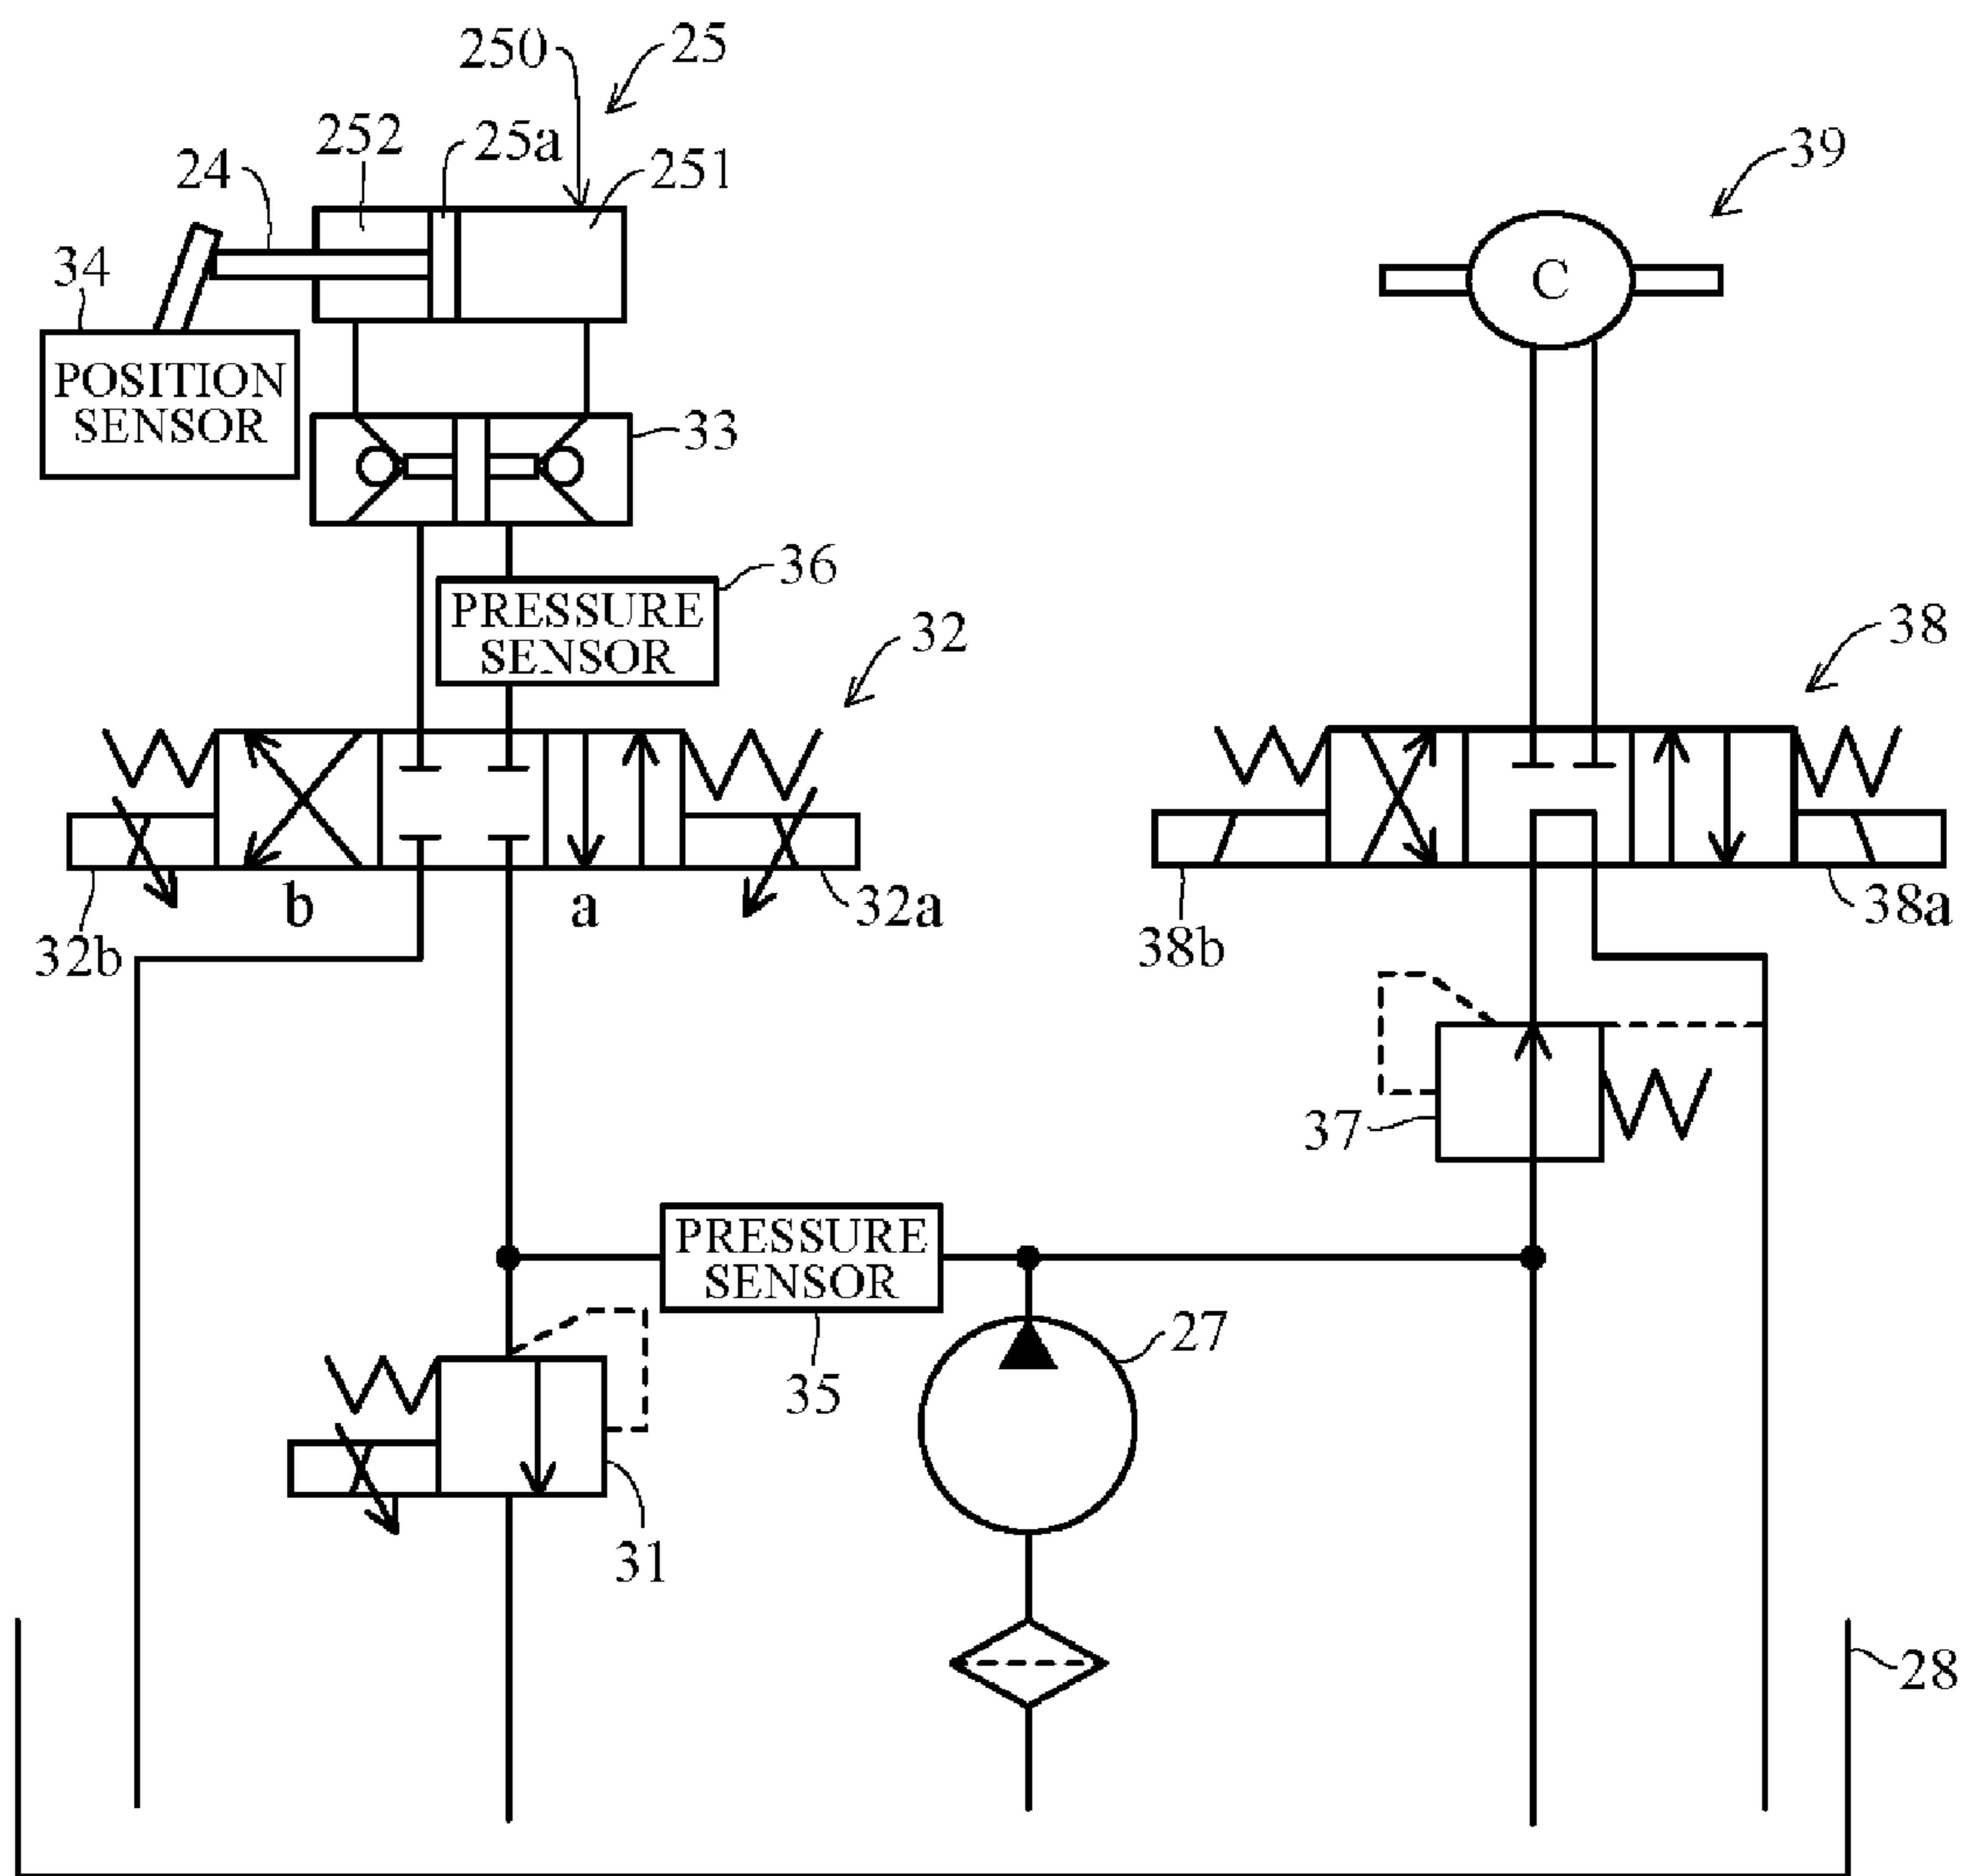 250
25
252
25a
24
251
39
34
C
POSITION
SENSOR
33
36
PRESSURE
SENSOR
32
38
b
a
32a
38a
32b
38b
37
PRESSURE
SENSOR
27
35
31
28